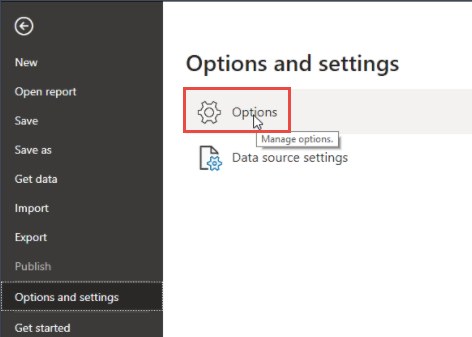 New
Open report
Save
Save as
Get data
Import
Export
Publish
Options and settings
Get started
Options and settings
Options
Manage options.
Data source settings